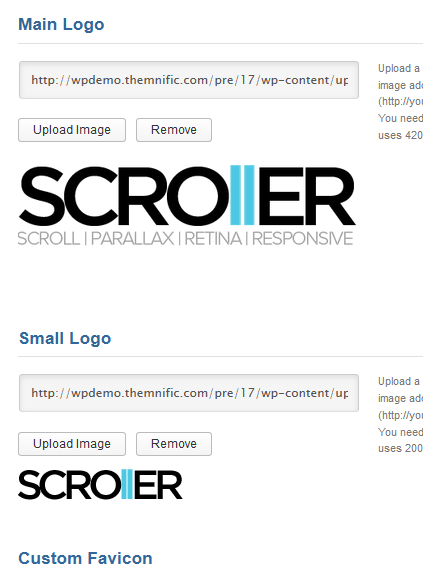 Main Logo
http://wpdemo.themnific.com/pre/17/wp-content/up
Upload a
image add
(http://you
You need
uses 420
Upload Image
Remove
SCROLLER
SCROLL | PARALLAX | RETINA | RESPONSIVE
Small Logo
http://wpdemo.themnific.com/pre/17/wp-content/up
Upload a
image add
(http://you
You need
uses 200
Upload Image
Remove
SCROLLER
Custom Favicon